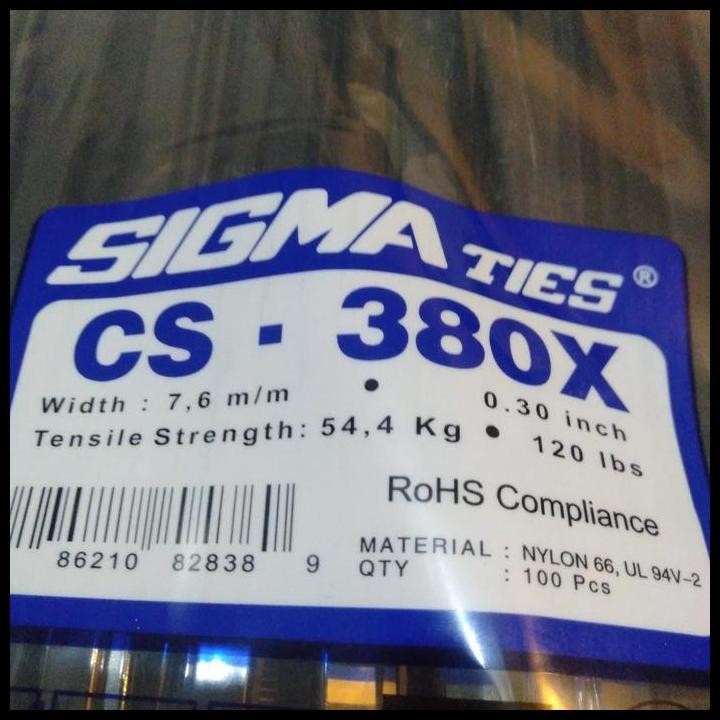 SIGMA TIES ®
CS - 380X
Width : 7,6 m/m • 0.30 inch
Tensile Strength: 54,4 Kg • 120 lbs
RoHS Compliance
86210 82838 9
MATERIAL : NYLON 66, UL 94V-2
QTY : 100 Pcs